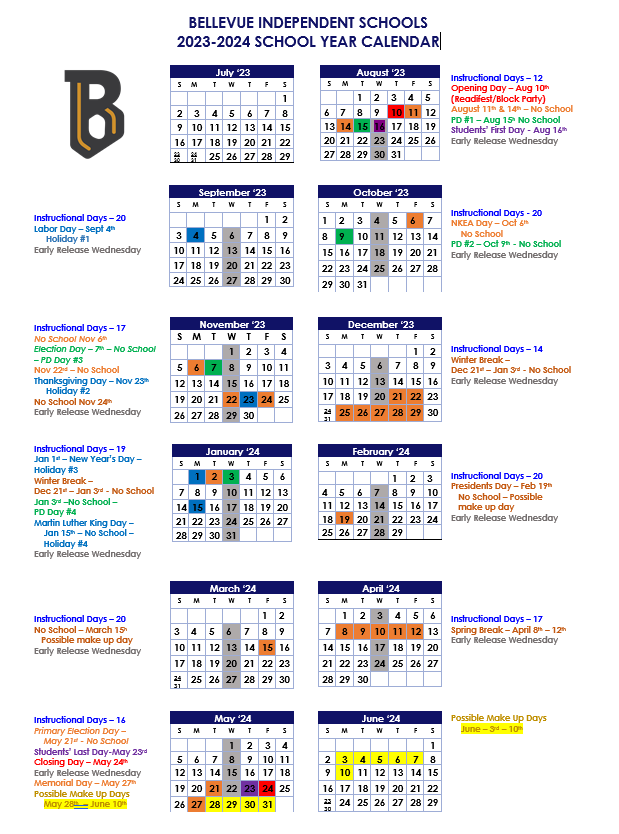 BELLEVUE INDEPENDENT SCHOOLS
2023-2024 SCHOOL YEAR CALENDAR
B
July '23
S M T W T F S
1
2 3 4 5 6 7 8
9 10 11 12 13 14 15
16 17 18 19 20 21 22
23/30 24/31 25 26 27 28 29
August '23
S M T W T F S
1 2 3 4 5
6 7 8 9 10 11 12
13 14 15 16 17 18 19
20 21 22 23 24 25 26
27 28 29 30 31
Instructional Days - 12
Opening Day – Aug 10th
(Readifest/Block Party)
August 11th & 14th – No School
PD #1 – Aug 15th No School
Students' First Day - Aug 16th
Early Release Wednesday
Instructional Days – 20
Labor Day – Sept 4th
Holiday #1
Early Release Wednesday
September '23
S M T W T F S
1 2
3 4 5 6 7 8 9
10 11 12 13 14 15 16
17 18 19 20 21 22 23
24 25 26 27 28 29 30
October '23
S M T W T F S
1 2 3 4 5 6 7
8 9 10 11 12 13 14
15 16 17 18 19 20 21
22 23 24 25 26 27 28
29 30 31
Instructional Days - 20
NKEA Day – Oct 6th
No School
PD #2 – Oct 9th - No School
Early Release Wednesday
Instructional Days – 17
No School Nov 6th
Election Day – 7th – No School
– PD Day #3
Nov 22nd – No School
Thanksgiving Day – Nov 23th
Holiday #2
No School Nov 24th
Early Release Wednesday
November '23
S M T W T F S
1 2 3 4
5 6 7 8 9 10 11
12 13 14 15 16 17 18
19 20 21 22 23 24 25
26 27 28 29 30
December '23
S M T W T F S
1 2
3 4 5 6 7 8 9
10 11 12 13 14 15 16
17 18 19 20 21 22 23
24/31 25 26 27 28 29 30
Instructional Days – 14
Winter Break –
Dec 21st – Jan 3rd - No School
Early Release Wednesday
Instructional Days – 19
Jan 1st – New Year's Day –
Holiday #3
Winter Break –
Dec 21st – Jan 3rd - No School
Jan 3rd –No School –
PD Day #4
Martin Luther King Day –
Jan 15th – No School –
Holiday #4
Early Release Wednesday
January '24
S M T W T F S
1 2 3 4 5 6
7 8 9 10 11 12 13
14 15 16 17 18 19 20
21 22 23 24 25 26 27
28 29 30 31
February '24
S M T W T F S
1 2 3
4 5 6 7 8 9 10
11 12 13 14 15 16 17
18 19 20 21 22 23 24
25 26 27 28 29
Instructional Days – 20
Presidents Day – Feb 19th
No School – Possible
make up day
Early Release Wednesday
Instructional Days – 20
No School – March 15th
Possible make up day
Early Release Wednesday
March '24
S M T W T F S
1 2
3 4 5 6 7 8 9
10 11 12 13 14 15 16
17 18 19 20 21 22 23
24/31 25 26 27 28 29 30
April '24
S M T W T F S
1 2 3 4 5 6
7 8 9 10 11 12 13
14 15 16 17 18 19 20
21 22 23 24 25 26 27
28 29 30
Instructional Days – 17
Spring Break – April 8th – 12th
Early Release Wednesday
Instructional Days – 16
Primary Election Day –
May 21st - No School
Students' Last Day-May 23rd
Closing Day – May 24th
Early Release Wednesday
Memorial Day – May 27th
Possible Make Up Days
May 28th – June 10th
May '24
S M T W T F S
1 2 3 4
5 6 7 8 9 10 11
12 13 14 15 16 17 18
19 20 21 22 23 24 25
26 27 28 29 30 31
June '24
S M T W T F S
1
2 3 4 5 6 7 8
9 10 11 12 13 14 15
16 17 18 19 20 21 22
23/30 24 25 26 27 28 29
Possible Make Up Days
June – 3rd – 10th